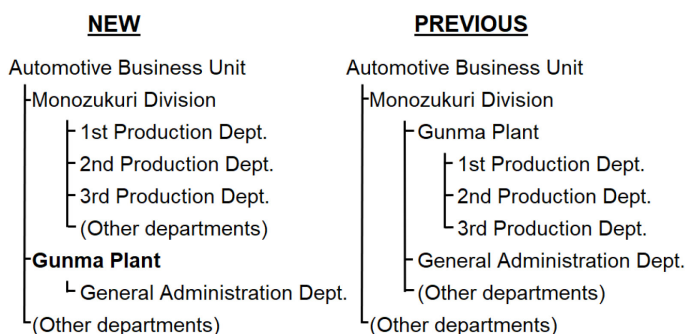 NEW
Automotive Business Unit
Monozukuri Division
1st Production Dept.
2nd Production Dept.
3rd Production Dept.
(Other departments)
Gunma Plant
General Administration Dept.
(Other departments)
PREVIOUS
Automotive Business Unit
Monozukuri Division
Gunma Plant
1st Production Dept.
2nd Production Dept.
3rd Production Dept.
General Administration Dept.
(Other departments)
(Other departments)